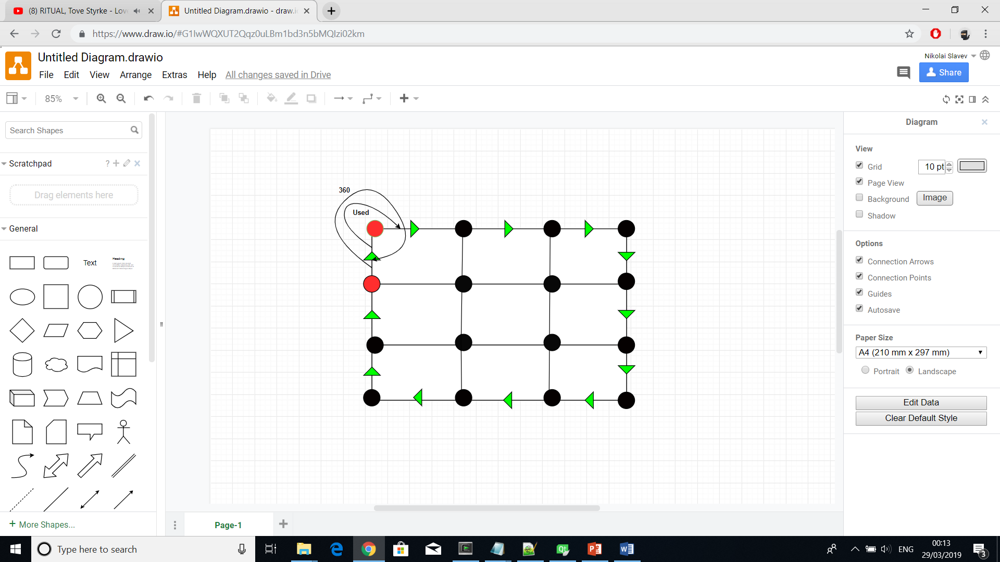 (8) RITUAL, Tove Styrke - Lov
Untitled Diagram.drawio - draw.i
https://www.draw.io/#G1IwWQXUT2Qqz0uLBm1bd3n5bMQIzi02km
Untitled Diagram.drawio
Nikolai Slavev
File Edit View Arrange Extras Help All changes saved in Drive
Share
85%
Search Shapes
Diagram
Scratchpad
?
Drag elements here
General
Text
Heading
More Shapes...
360
Used
View
Grid
10 pt
Page View
Background
Image
Shadow
Options
Connection Arrows
Connection Points
Guides
Autosave
Paper Size
A4 (210 mm x 297 mm)
Portrait
Landscape
Edit Data
Clear Default Style
Page-1
Type here to search
ENG
00:13
29/03/2019
3